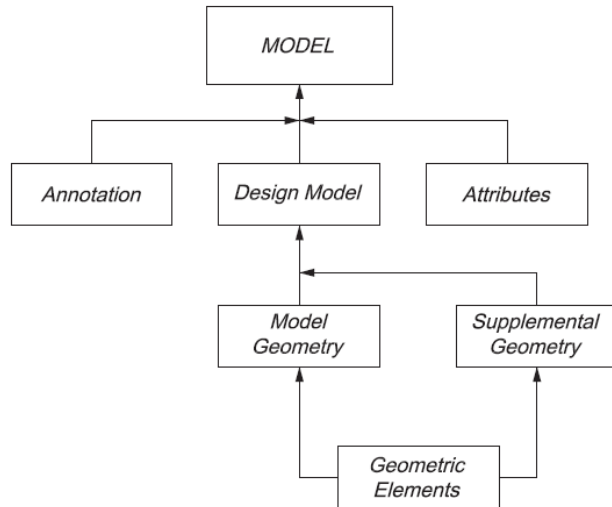 MODEL
Annotation
Design Model
Attributes
Model
Geometry
Supplemental
Geometry
Geometric
Elements